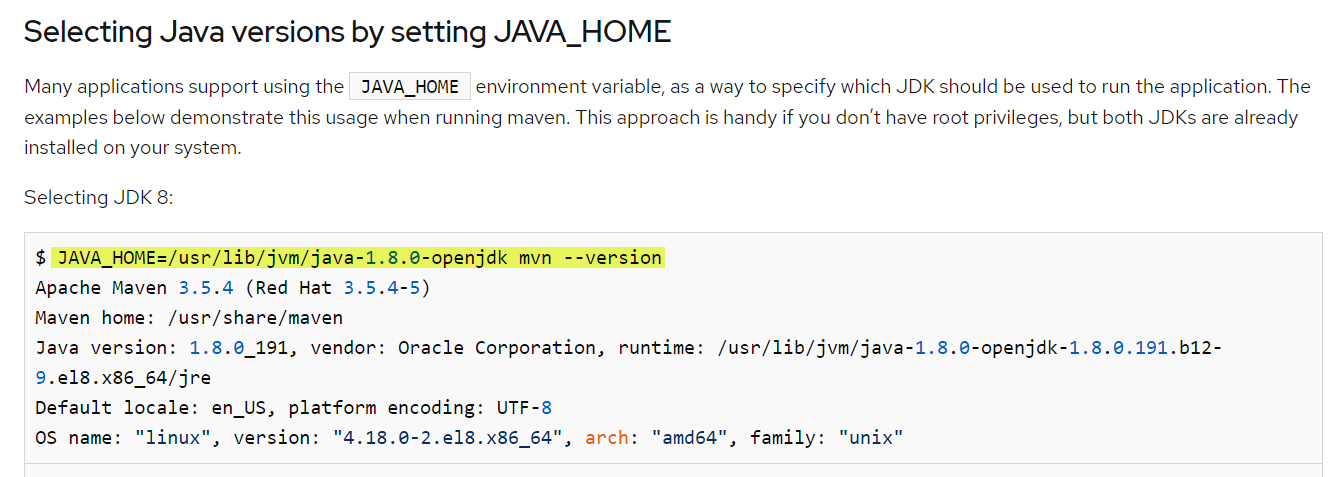 Selecting Java versions by setting JAVA_HOME
Many applications support using the JAVA_HOME environment variable, as a way to specify which JDK should be used to run the application. The
examples below demonstrate this usage when running maven. This approach is handy if you don’t have root privileges, but both JDKs are already
installed on your system.
Selecting JDK 8:
$ JAVA_HOME=/usr/lib/jvm/java-1.8.0-openjdk mvn --version
Apache Maven 3.5.4 (Red Hat 3.5.4-5)
Maven home: /usr/share/maven
Java version: 1.8.0_191, vendor: Oracle Corporation, runtime: /usr/lib/jvm/java-1.8.0-openjdk-1.8.0.191.b12-
9.el8.x86_64/jre
Default locale: en_US, platform encoding: UTF-8
OS name: "linux", version: "4.18.0-2.el8.x86_64", arch: "amd64", family: "unix"